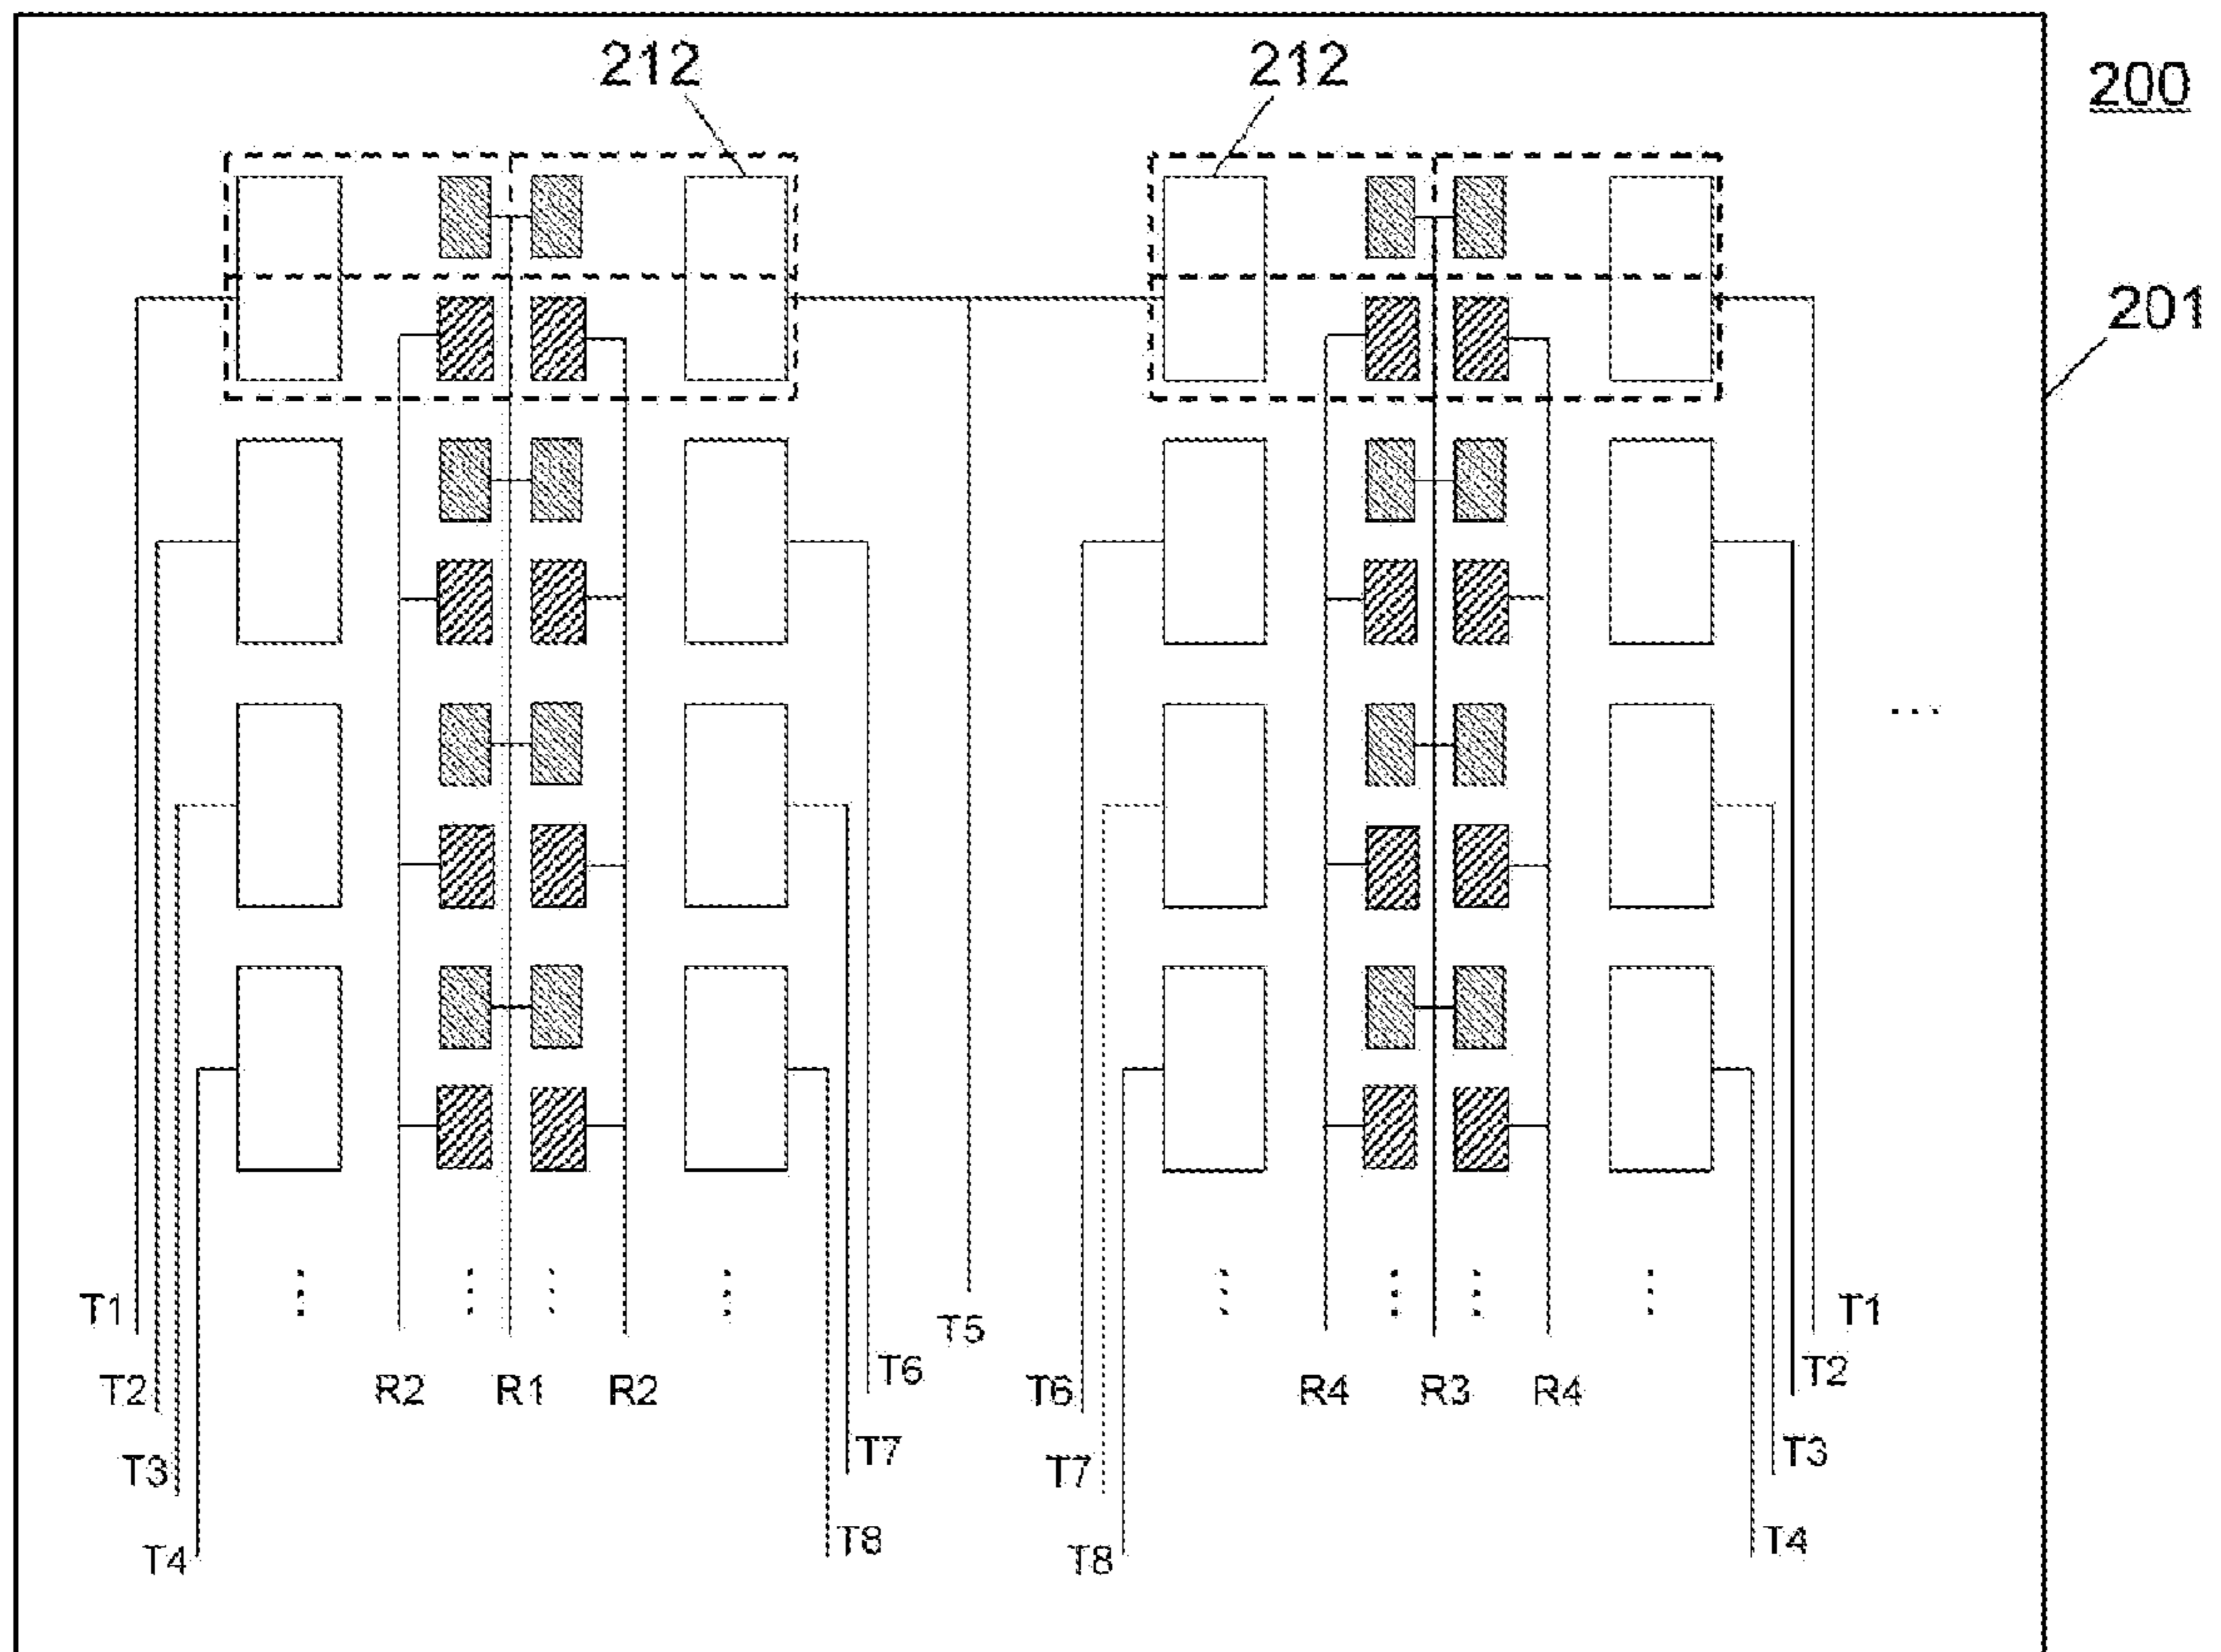 212 212
200
201
...
T1 T5 T1
R2 R1 R2 T6 R4 R3 R4 T2
T2 T6
T7 T3
T3 T7
T8 T4
T4 T8